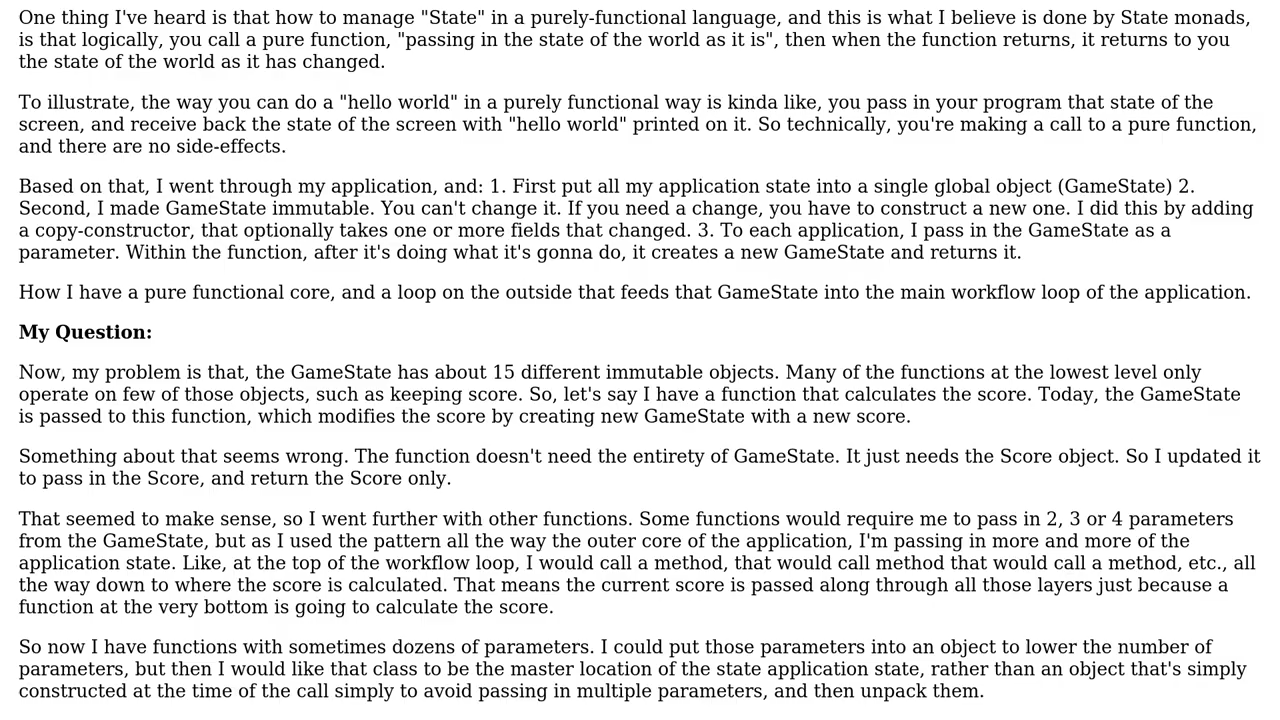 One thing I've heard is that how to manage "State" in a purely-functional language, and this is what I believe is done by State monads,
is that logically, you call a pure function, "passing in the state of the world as it is", then when the function returns, it returns to you
the state of the world as it has changed.
To illustrate, the way you can do a "hello world" in a purely functional way is kinda like, you pass in your program that state of the
screen, and receive back the state of the screen with "hello world" printed on it. So technically, you're making a call to a pure function,
and there are no side-effects.
Based on that, I went through my application, and: 1. First put all my application state into a single global object (GameState) 2.
Second, I made GameState immutable. You can't change it. If you need a change, you have to construct a new one. I did this by adding
a copy-constructor, that optionally takes one or more fields that changed. 3. To each application, I pass in the GameState as a
parameter. Within the function, after it's doing what it's gonna do, it creates a new GameState and returns it.
How I have a pure functional core, and a loop on the outside that feeds that GameState into the main workflow loop of the application.
My Question:
Now, my problem is that, the GameState has about 15 different immutable objects. Many of the functions at the lowest level only
operate on few of those objects, such as keeping score. So, let's say I have a function that calculates the score. Today, the GameState
is passed to this function, which modifies the score by creating new GameState with a new score.
Something about that seems wrong. The function doesn't need the entirety of GameState. It just needs the Score object. So I updated it
to pass in the Score, and return the Score only.
That seemed to make sense, so I went further with other functions. Some functions would require me to pass in 2, 3 or 4 parameters
from the GameState, but as I used the pattern all the way the outer core of the application, I'm passing in more and more of the
application state. Like, at the top of the workflow loop, I would call a method, that would call method that would call a method, etc., all
the way down to where the score is calculated. That means the current score is passed along through all those layers just because a
function at the very bottom is going to calculate the score.
So now I have functions with sometimes dozens of parameters. I could put those parameters into an object to lower the number of
parameters, but then I would like that class to be the master location of the state application state, rather than an object that's simply
constructed at the time of the call simply to avoid passing in multiple parameters, and then unpack them.